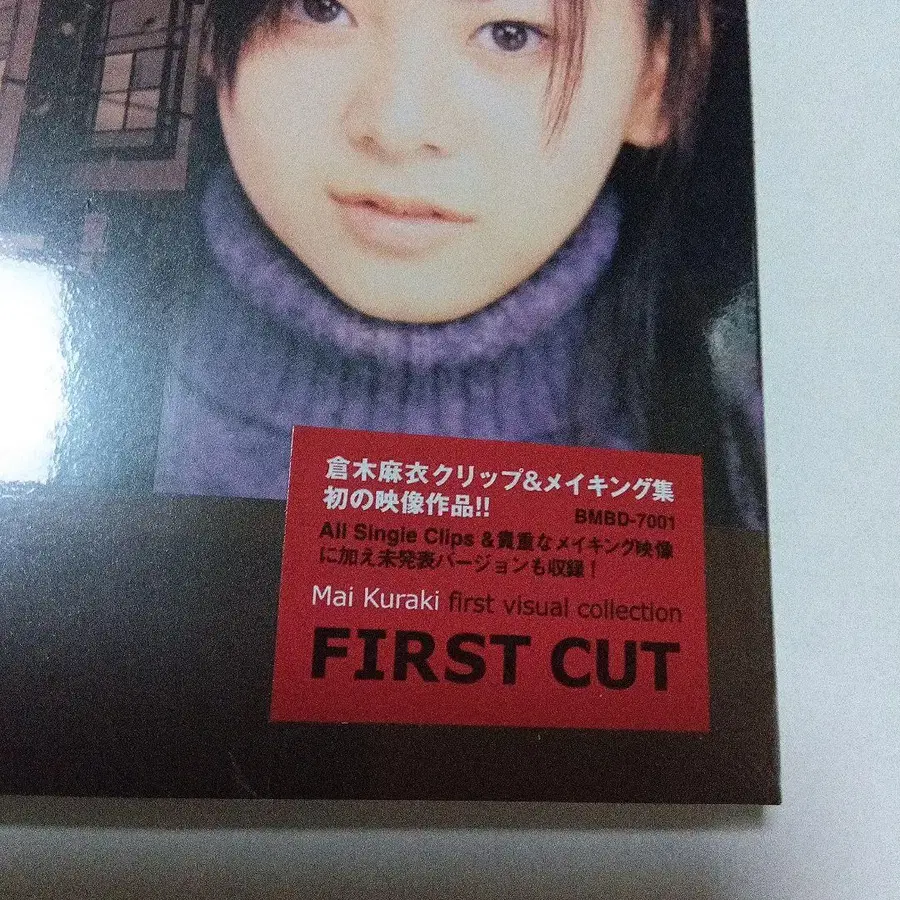 倉木麻衣クリップ&メイキング集
初の映像作品!!
BMBD-7001
All Single Clips &貴重なメイキング映像
に加え未発表バージョンも収録！
Mai Kuraki first visual collection
FIRST CUT